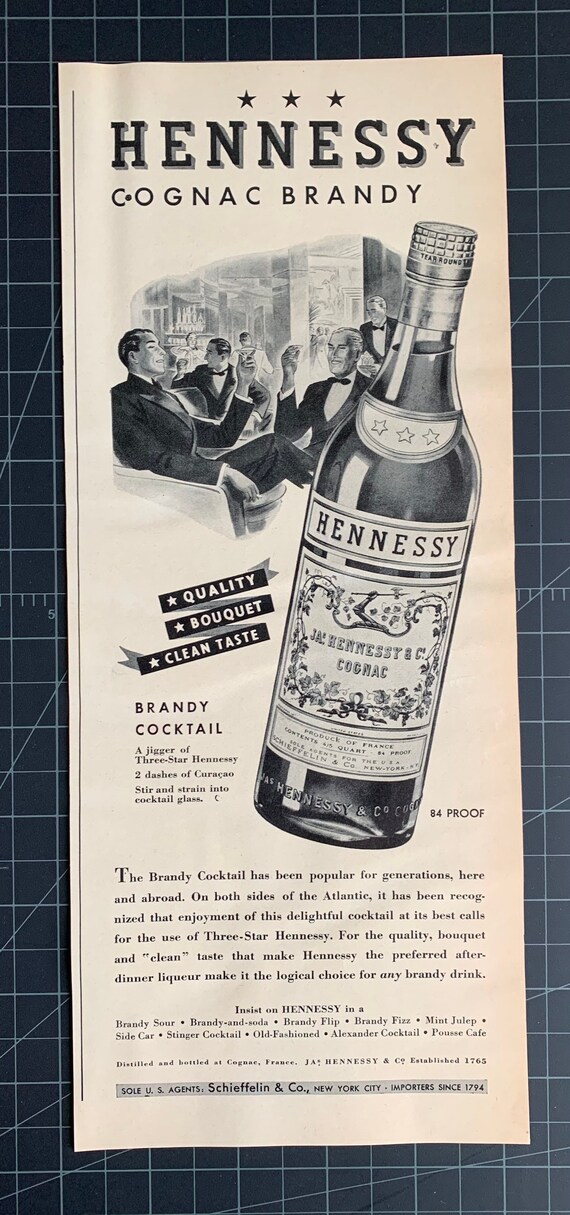 ★ ★ ★
HENNESSY
COGNAC BRANDY
TEAR ROUND
HENNESSY
JAS HENNESSY & Co
COGNAC
PRODUCE OF FRANCE
CONTENTS 4/5 QUART · 84 PROOF
SOLE AGENTS FOR THE U.S.A
SCHIEFFELIN & Co. NEW-YORK-N.Y.
JAS HENNESSY & Co
84 PROOF
★ QUALITY
★ BOUQUET
★ CLEAN TASTE
BRANDY
COCKTAIL
A jigger of
Three-Star Hennessy
2 dashes of Curaçao
Stir and strain into
cocktail glass.
The Brandy Cocktail has been popular for generations, here
and abroad. On both sides of the Atlantic, it has been recog-
nized that enjoyment of this delightful cocktail at its best calls
for the use of Three-Star Hennessy. For the quality, bouquet
and "clean" taste that make Hennessy the preferred after-
dinner liqueur make it the logical choice for any brandy drink.
Insist on HENNESSY in a
Brandy Sour • Brandy-and-soda • Brandy Flip • Brandy Fizz • Mint Julep •
Side Car • Stinger Cocktail • Old-Fashioned • Alexander Cocktail • Pousse Cafe
Distilled and bottled at Cognac, France. JAs HENNESSY & Co Established 1765
SOLE U. S. AGENTS: Schieffelin & Co., NEW YORK CITY · IMPORTERS SINCE 1794
5